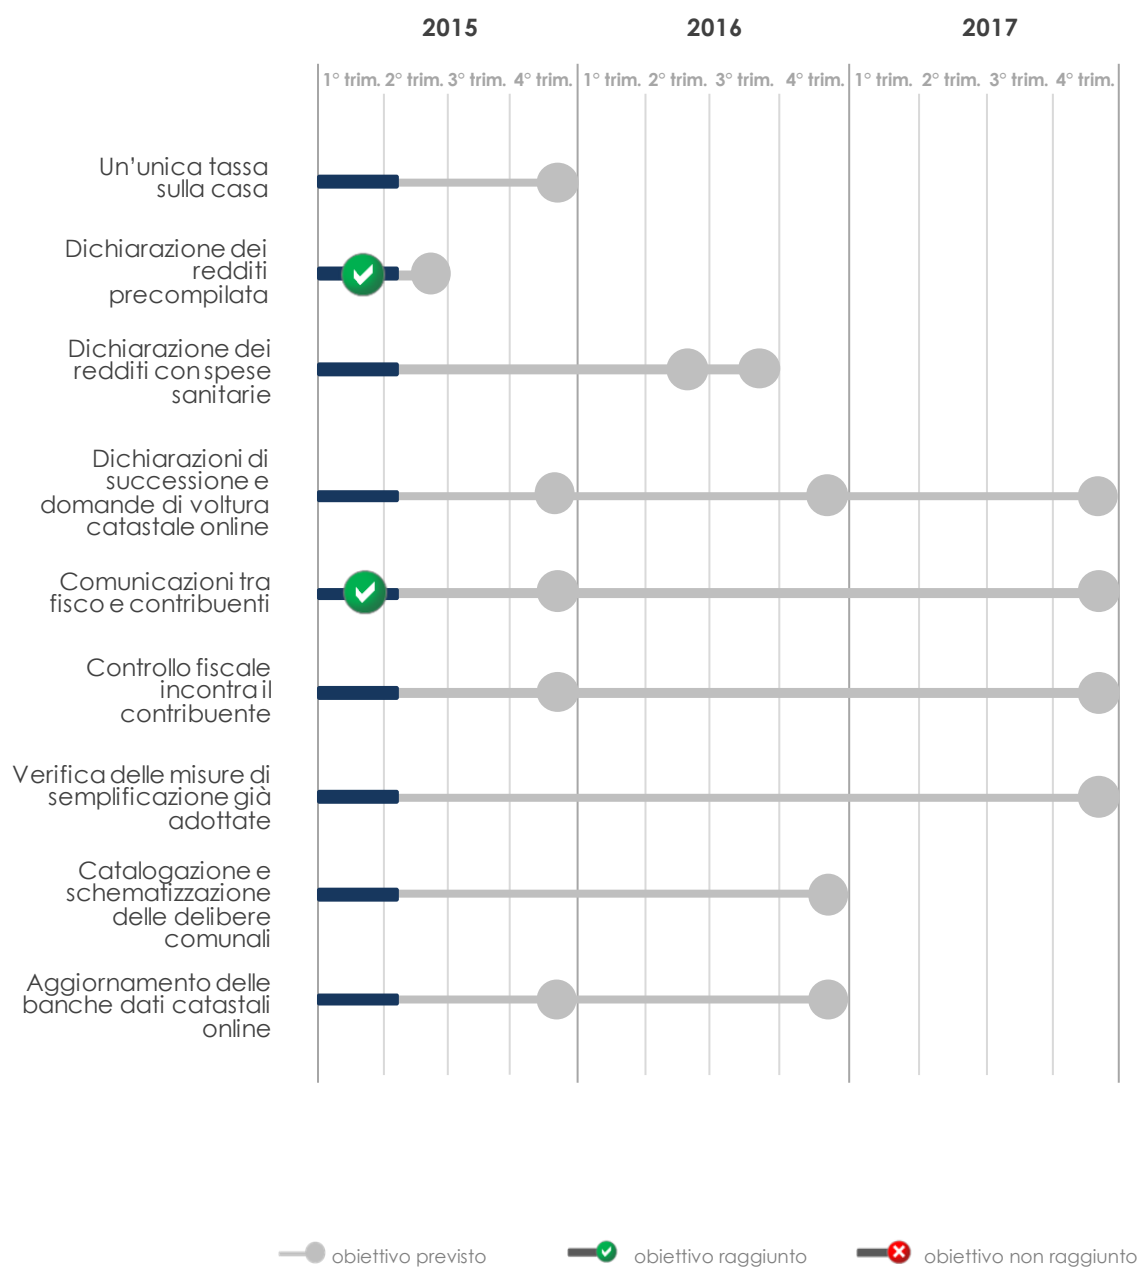 2015 2016 2017
1° trim. 2° trim. 3° trim. 4° trim. 1° trim. 2° trim. 3° trim. 4° trim. 1° trim. 2° trim. 3° trim. 4° trim.
Un'unica tassa
sulla casa
Dichiarazione dei
redditi
precompilata
Dichiarazione dei
redditi con spese
sanitarie
Dichiarazioni di
successione e
domande di voltura
catastale online
Comunicazioni tra
fisco e contribuenti
Controllo fiscale
incontra il
contribuente
Verifica delle misure di
semplificazione già
adottate
Catalogazione e
schematizzazione
delle delibere
comunali
Aggiornamento delle
banche dati catastali
online
obiettivo previsto obiettivo raggiunto obiettivo non raggiunto